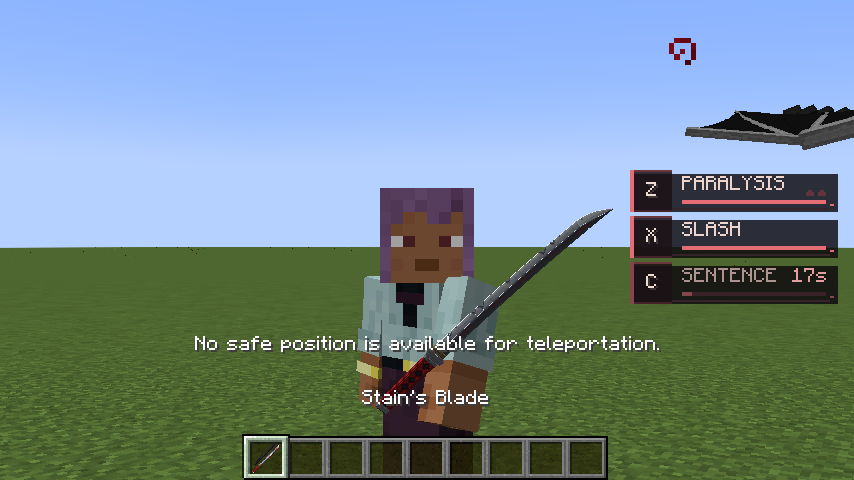 Z PARALYSIS
X SLASH
C SENTENCE 17s
No safe position is available for teleportation.
Stain's Blade